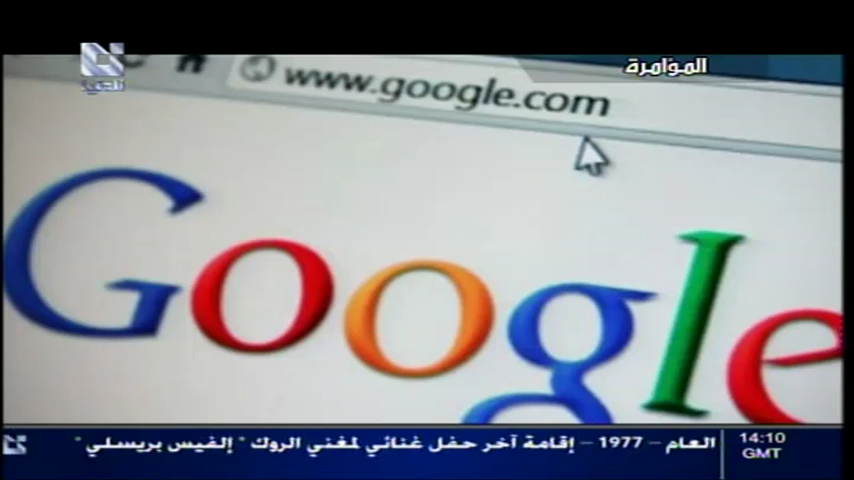 المؤامرة
www.google.com
Google
العام – 1977 – إقامة آخر حفل غنائي لمغني الروك " إلفيس بريسلي "
14:10
GMT